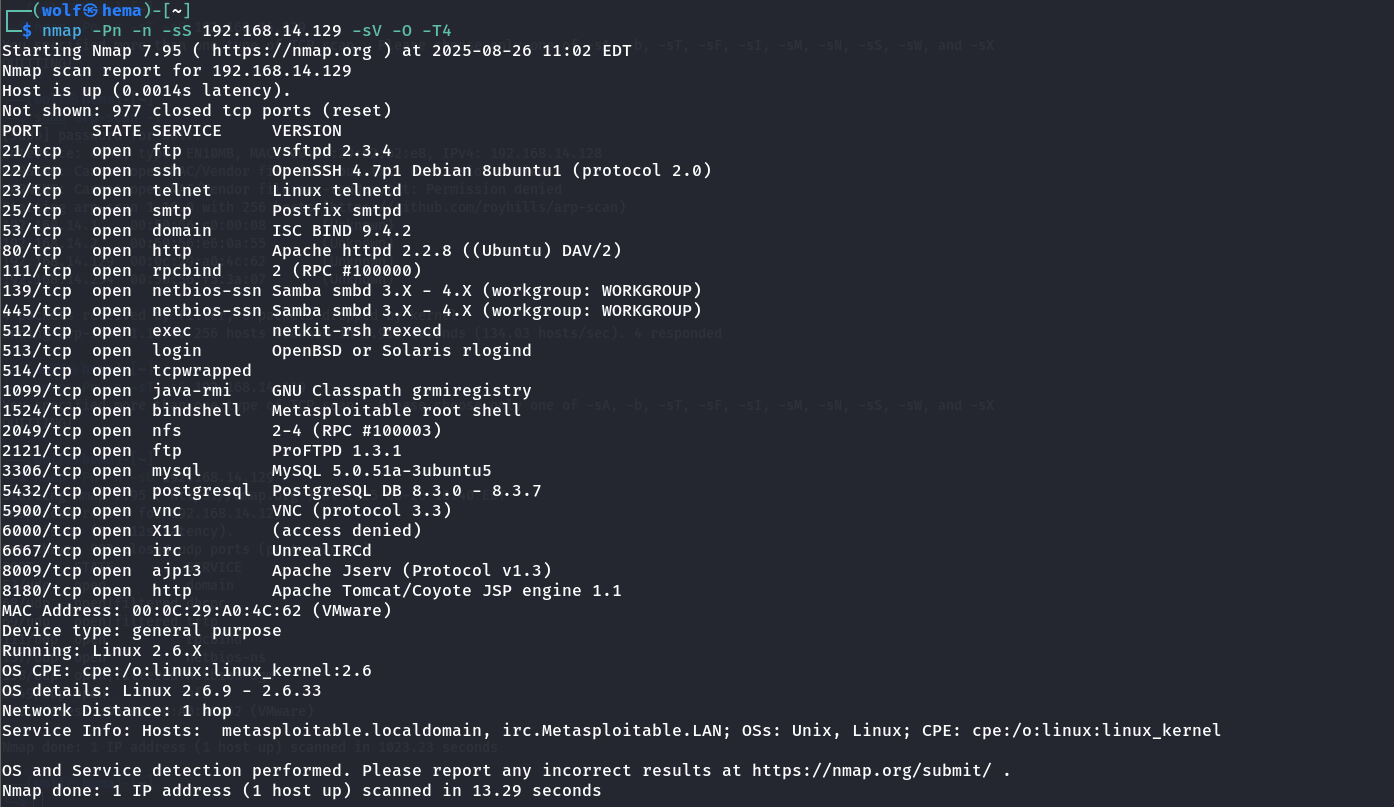 ┌──(wolf㉿hema)-[~]
└─$ nmap -Pn -n -sS 192.168.14.129 -sV -O -T4
Starting Nmap 7.95 ( https://nmap.org ) at 2025-08-26 11:02 EDT
Nmap scan report for 192.168.14.129
Host is up (0.0014s latency).
Not shown: 977 closed tcp ports (reset)
PORT     STATE SERVICE     VERSION
21/tcp   open  ftp         vsftpd 2.3.4
22/tcp   open  ssh         OpenSSH 4.7p1 Debian 8ubuntu1 (protocol 2.0)
23/tcp   open  telnet      Linux telnetd
25/tcp   open  smtp        Postfix smtpd
53/tcp   open  domain      ISC BIND 9.4.2
80/tcp   open  http        Apache httpd 2.2.8 ((Ubuntu) DAV/2)
111/tcp  open  rpcbind     2 (RPC #100000)
139/tcp  open  netbios-ssn Samba smbd 3.X - 4.X (workgroup: WORKGROUP)
445/tcp  open  netbios-ssn Samba smbd 3.X - 4.X (workgroup: WORKGROUP)
512/tcp  open  exec        netkit-rsh rexecd
513/tcp  open  login       OpenBSD or Solaris rlogind
514/tcp  open  tcpwrapped
1099/tcp open  java-rmi    GNU Classpath grmiregistry
1524/tcp open  bindshell   Metasploitable root shell
2049/tcp open  nfs         2-4 (RPC #100003)
2121/tcp open  ftp         ProFTPD 1.3.1
3306/tcp open  mysql       MySQL 5.0.51a-3ubuntu5
5432/tcp open  postgresql  PostgreSQL DB 8.3.0 - 8.3.7
5900/tcp open  vnc         VNC (protocol 3.3)
6000/tcp open  X11         (access denied)
6667/tcp open  irc         UnrealIRCd
8009/tcp open  ajp13       Apache Jserv (Protocol v1.3)
8180/tcp open  http        Apache Tomcat/Coyote JSP engine 1.1
MAC Address: 00:0C:29:A0:4C:62 (VMware)
Device type: general purpose
Running: Linux 2.6.X
OS CPE: cpe:/o:linux:linux_kernel:2.6
OS details: Linux 2.6.9 - 2.6.33
Network Distance: 1 hop
Service Info: Hosts:  metasploitable.localdomain, irc.Metasploitable.LAN; OSs: Unix, Linux; CPE: cpe:/o:linux:linux_kernel
OS and Service detection performed. Please report any incorrect results at https://nmap.org/submit/ .
Nmap done: 1 IP address (1 host up) scanned in 13.29 seconds